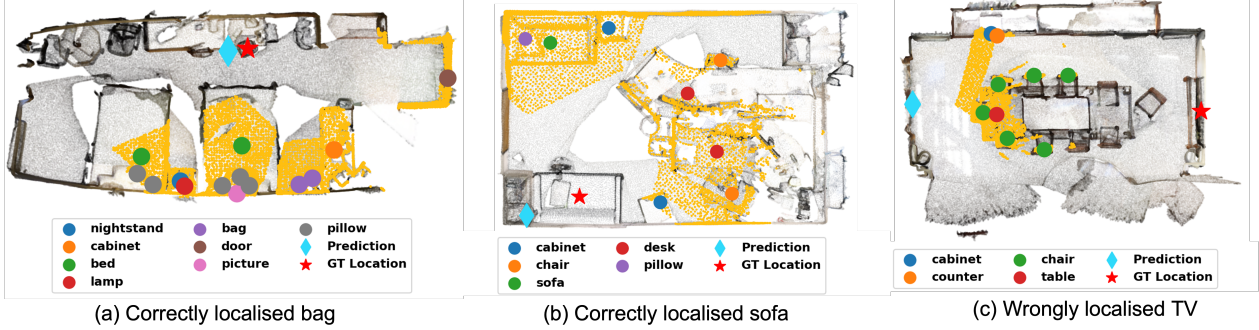 nightstand
cabinet
bed
lamp
bag
door
picture
pillow
Prediction
GT Location
(a) Correctly localised bag
cabinet
chair
sofa
desk
pillow
Prediction
GT Location
(b) Correctly localised sofa
cabinet
counter
chair
table
Prediction
GT Location
(c) Wrongly localised TV